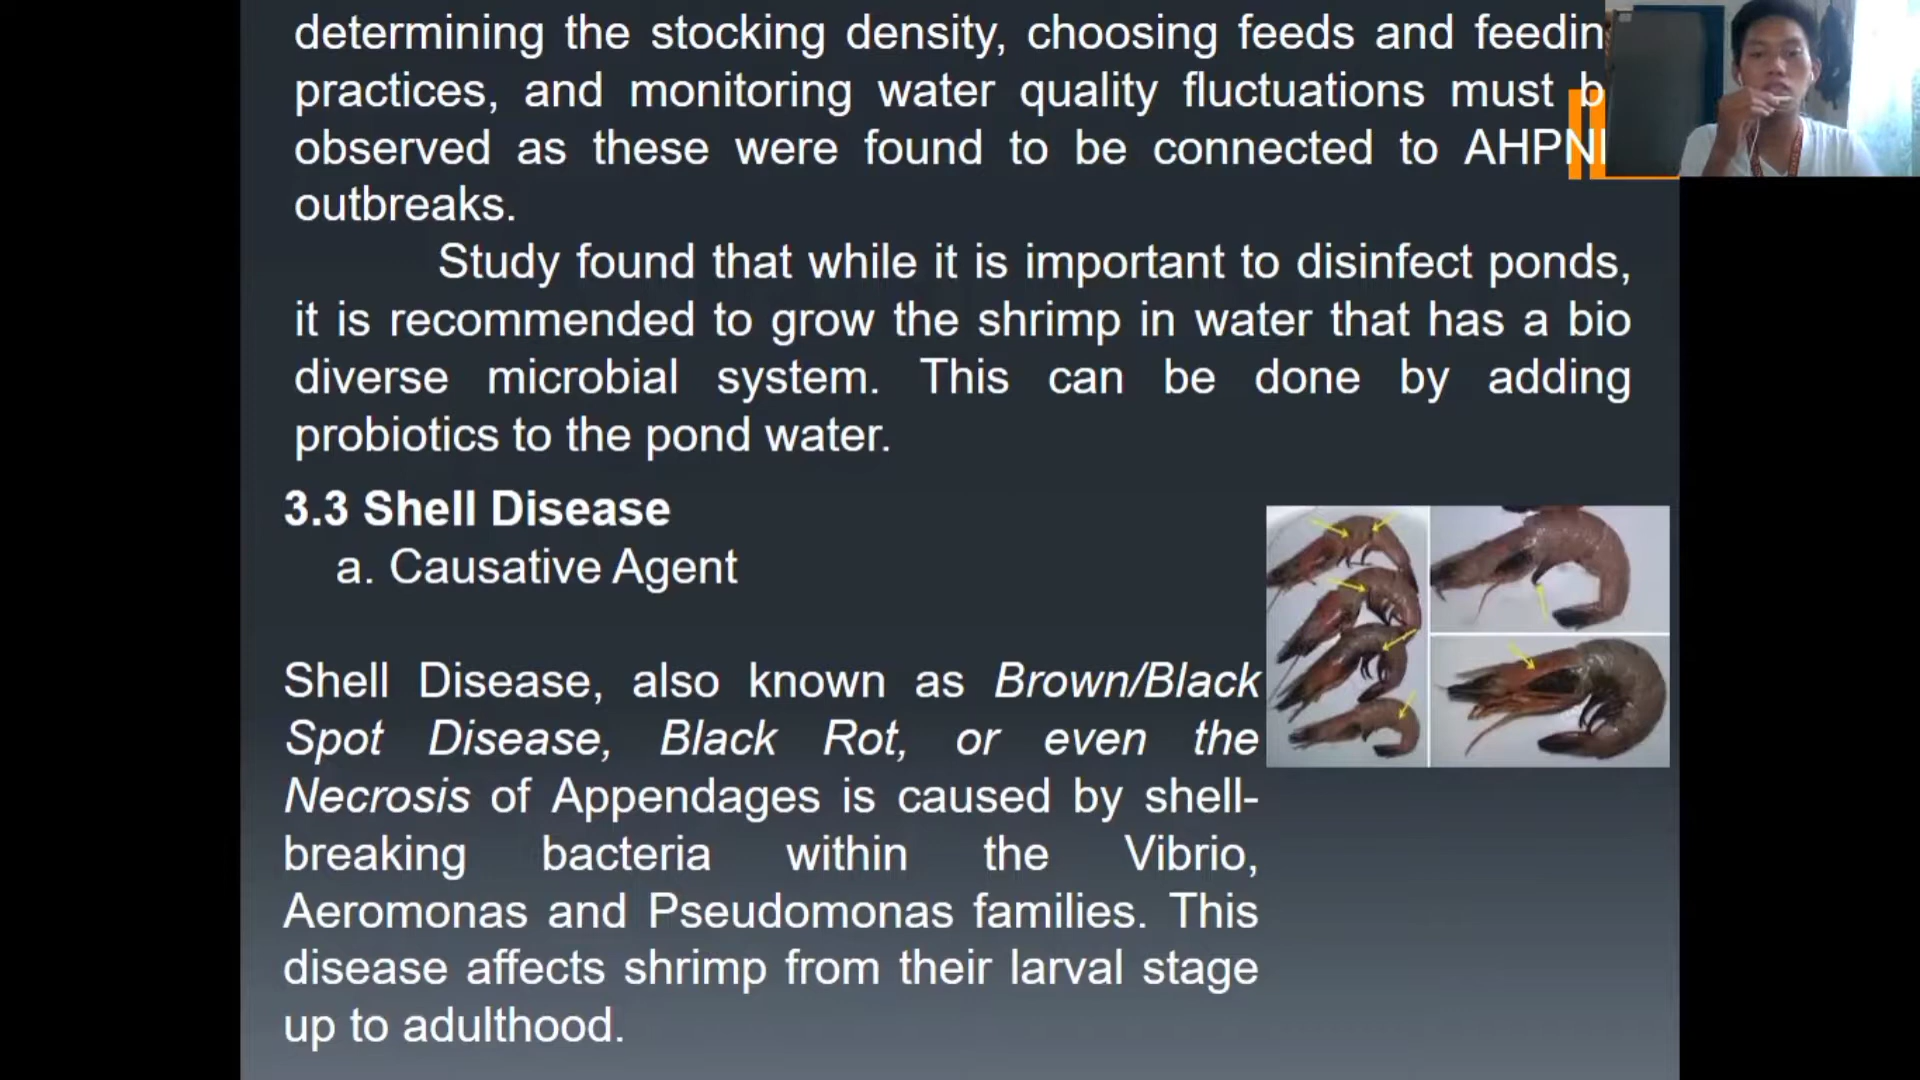 determining the stocking density, choosing feeds and feedin
practices, and monitoring water quality fluctuations must b
observed as these were found to be connected to AHPN
outbreaks.
Study found that while it is important to disinfect ponds,
it is recommended to grow the shrimp in water that has a bio
diverse microbial system. This can be done by adding
probiotics to the pond water.
3.3 Shell Disease
a. Causative Agent
Shell Disease, also known as Brown/Black
Spot Disease, Black Rot, or even the
Necrosis of Appendages is caused by shell-
breaking bacteria within the Vibrio,
Aeromonas and Pseudomonas families. This
disease affects shrimp from their larval stage
up to adulthood.